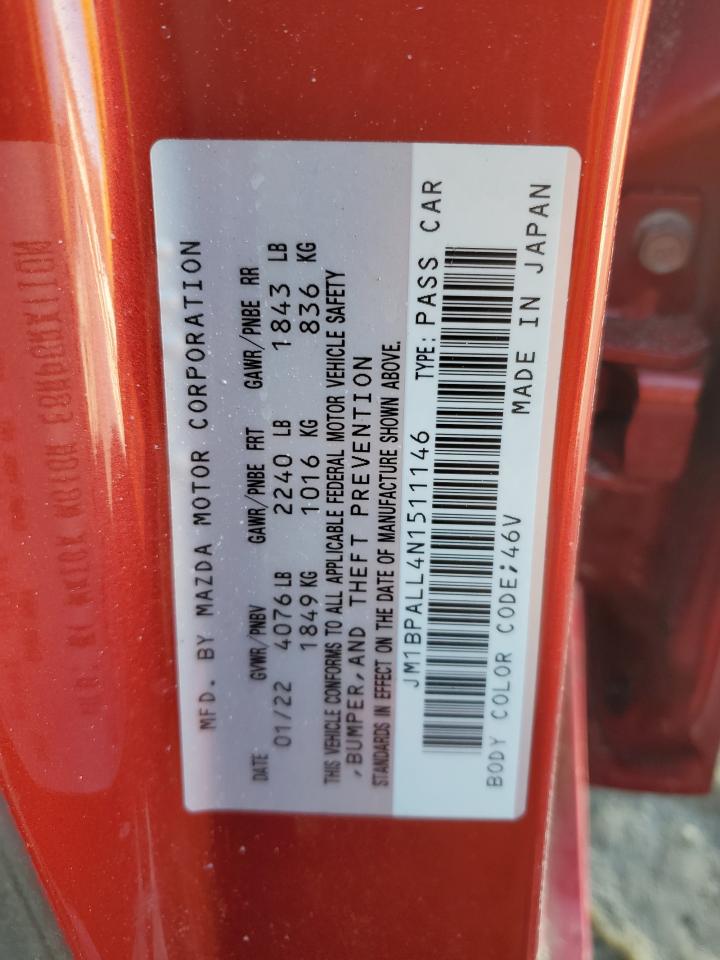 MFD. BY MAZDA MOTOR CORPORATION
DATE GVWR/PNBV GAWR/PNBE FRT GAWR/PNBE RR
01/22 4076 LB 2240 LB 1843 LB
1849 KG 1016 KG 836 KG
THIS VEHICLE CONFORMS TO ALL APPLICABLE FEDERAL MOTOR VEHICLE SAFETY
,BUMPER,AND THEFT PREVENTION
STANDARDS IN EFFECT ON THE DATE OF MANUFACTURE SHOWN ABOVE.
JM1BPALL4N1511146 TYPE: PASS CAR
BODY COLOR CODE;46V MADE IN JAPAN